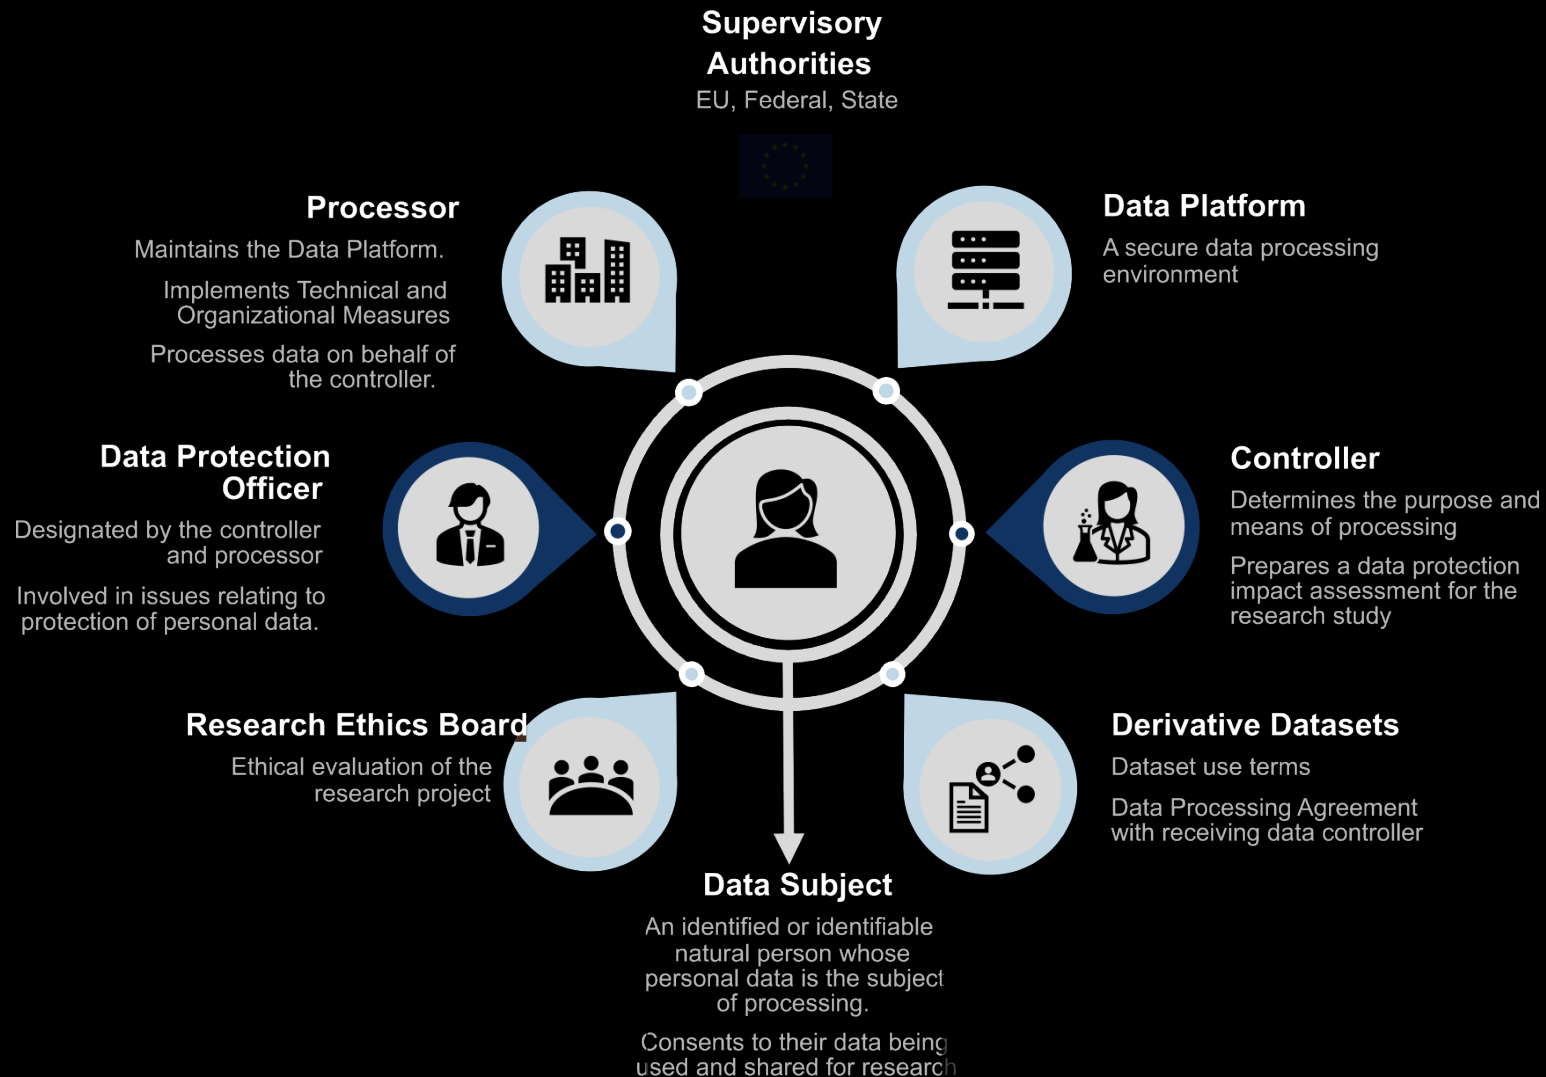 Supervisory
Authorities
EU, Federal, State
Processor
Maintains the Data Platform.
Implements Technical and
Organizational Measures
Processes data on behalf of
the controller.
Data Platform
A secure data processing
environment
Data Protection
Officer
Designated by the controller
and processor
Involved in issues relating to
protection of personal data.
Controller
Determines the purpose and
means of processing
Prepares a data protection
impact assessment for the
research study
Research Ethics Board
Ethical evaluation of the
research project
Derivative Datasets
Dataset use terms
Data Processing Agreement
with receiving data controller
Data Subject
An identified or identifiable
natural person whose
personal data is the subject
of processing.
Consents to their data being
used and shared for research